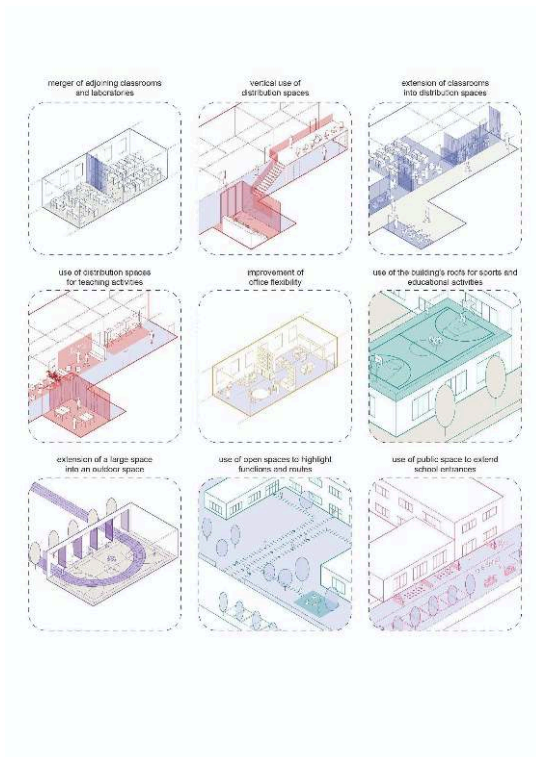 merger of adjoining classrooms
and laboratories
vertical use of
distribution spaces
extension of classrooms
into distribution spaces
use of distribution spaces
for teaching activities
improvement of
office flexibility
use of the building's roofs for sports and
educational activities
extension of a large space
into an outdoor space
use of open spaces to highlight
functions and routes
use of public space to extend
school entrances